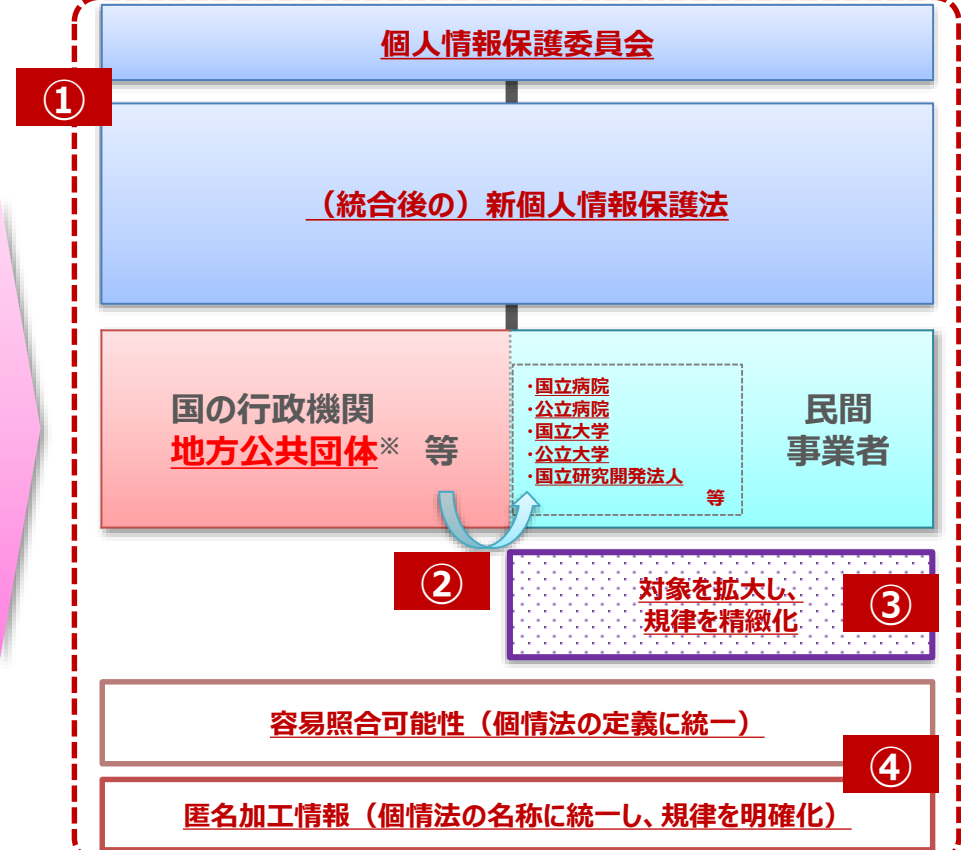 個人情報保護委員会
①
（統合後の）新個人情報保護法
国の行政機関
地方公共団体※ 等
・国立病院
・公立病院
・国立大学
・公立大学
・国立研究開発法人
等
民間
事業者
②
対象を拡大し、
規律を精緻化
③
容易照合可能性（個情法の定義に統一）
④
匿名加工情報（個情法の名称に統一し、規律を明確化）